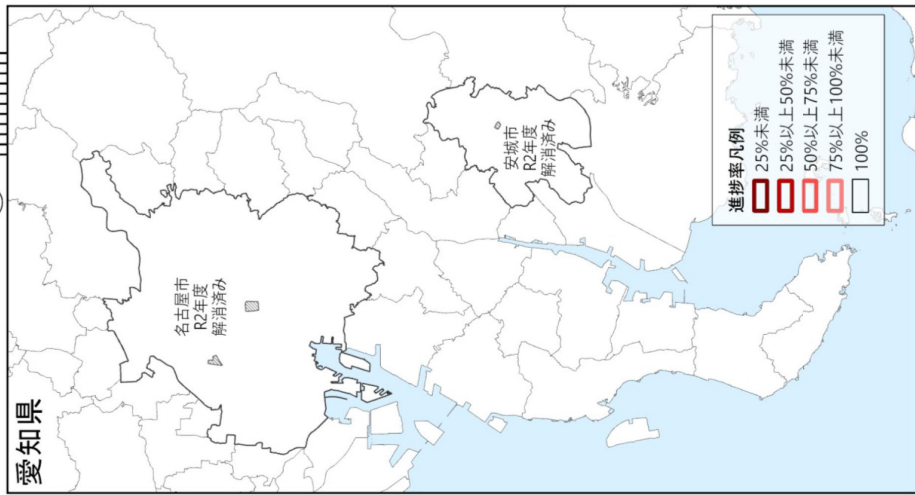 愛知県
名古屋市
R2年度
解消済み
安城市
R2年度
解消済み
進捗率凡例
25%未満
25%以上50%未満
50%以上75%未満
75%以上100%未満
100%